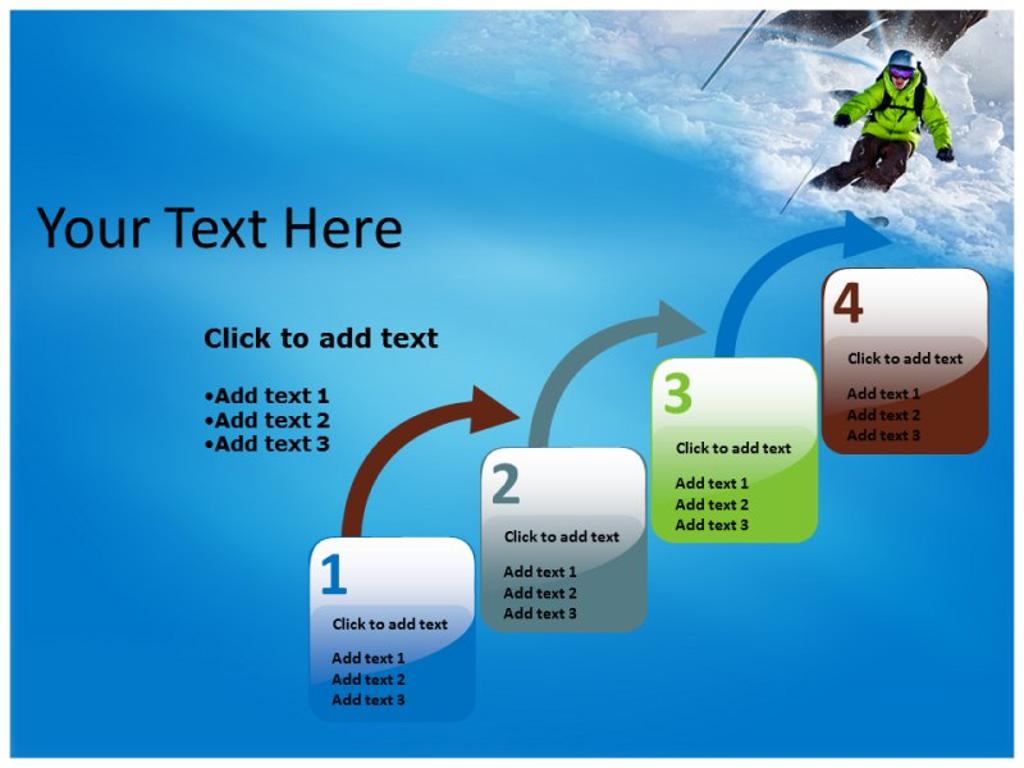 Your Text Here
Click to add text
•Add text 1
•Add text 2
•Add text 3
1
Click to add text
Add text 1
Add text 2
Add text 3
2
Click to add text
Add text 1
Add text 2
Add text 3
3
Click to add text
Add text 1
Add text 2
Add text 3
4
Click to add text
Add text 1
Add text 2
Add text 3